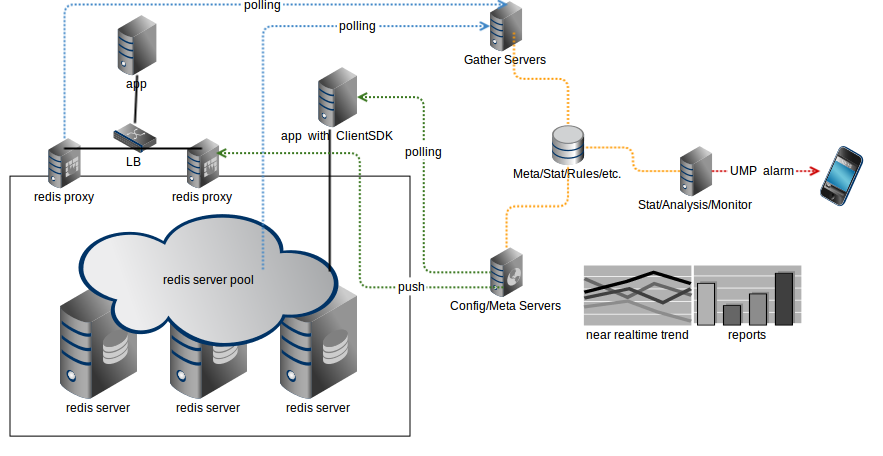 polling
polling
Gather Servers
app
app with ClientSDK
polling
LB
Meta/Stat/Rules/etc.
UMP alarm
redis proxy
redis proxy
Stat/Analysis/Monitor
redis server pool
push
Config/Meta Servers
near realtime trend
reports
redis server
redis server
redis server